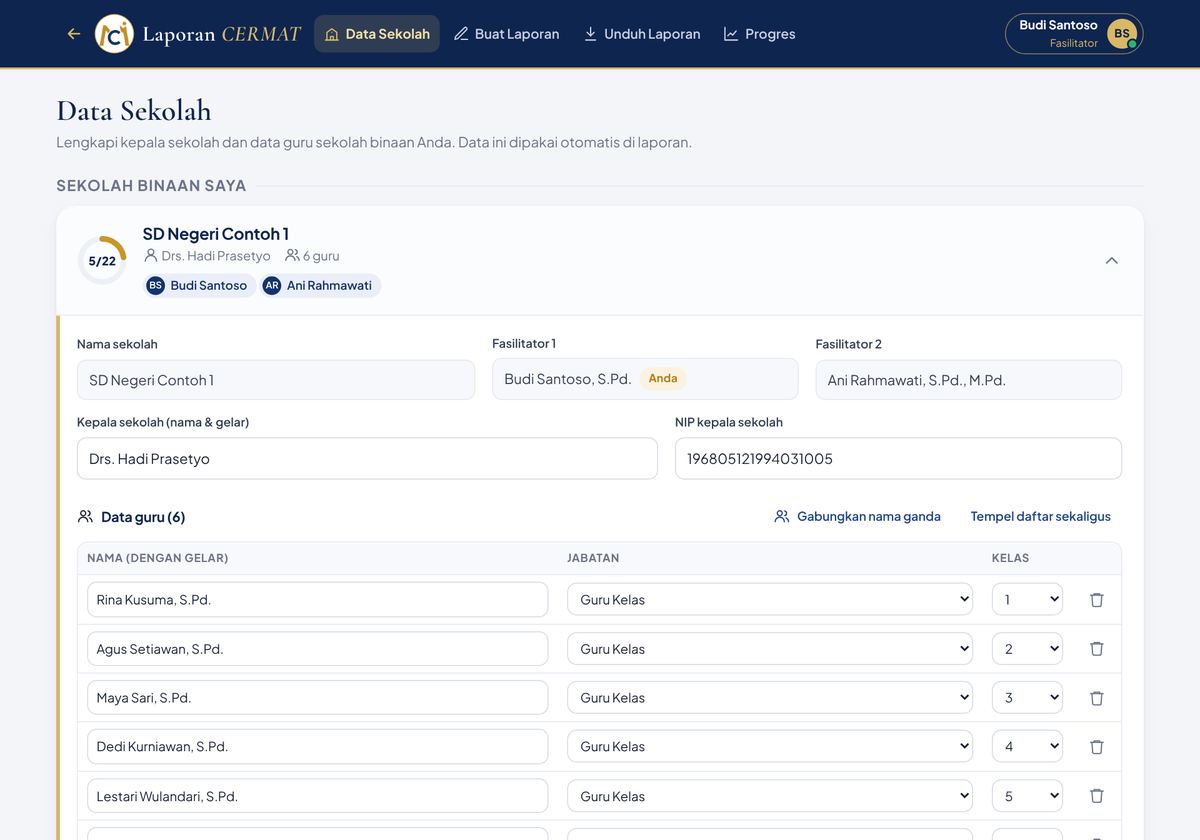 Laporan CERMAT
Data Sekolah
Buat Laporan
Unduh Laporan
Progres
Budi Santoso
Fasilitator
BS
Data Sekolah
Lengkapi kepala sekolah dan data guru sekolah binaan Anda. Data ini dipakai otomatis di laporan.
SEKOLAH BINAAN SAYA
5/22
SD Negeri Contoh 1
Drs. Hadi Prasetyo 6 guru
BS Budi Santoso AR Ani Rahmawati
Nama sekolah Fasilitator 1 Fasilitator 2
SD Negeri Contoh 1 Budi Santoso, S.Pd. Anda Ani Rahmawati, S.Pd., M.Pd.
Kepala sekolah (nama & gelar) NIP kepala sekolah
Drs. Hadi Prasetyo 196805121994031005
Data guru (6) Gabungkan nama ganda Tempel daftar sekaligus
NAMA (DENGAN GELAR) JABATAN KELAS
Rina Kusuma, S.Pd. Guru Kelas 1
Agus Setiawan, S.Pd. Guru Kelas 2
Maya Sari, S.Pd. Guru Kelas 3
Dedi Kurniawan, S.Pd. Guru Kelas 4
Lestari Wulandari, S.Pd. Guru Kelas 5